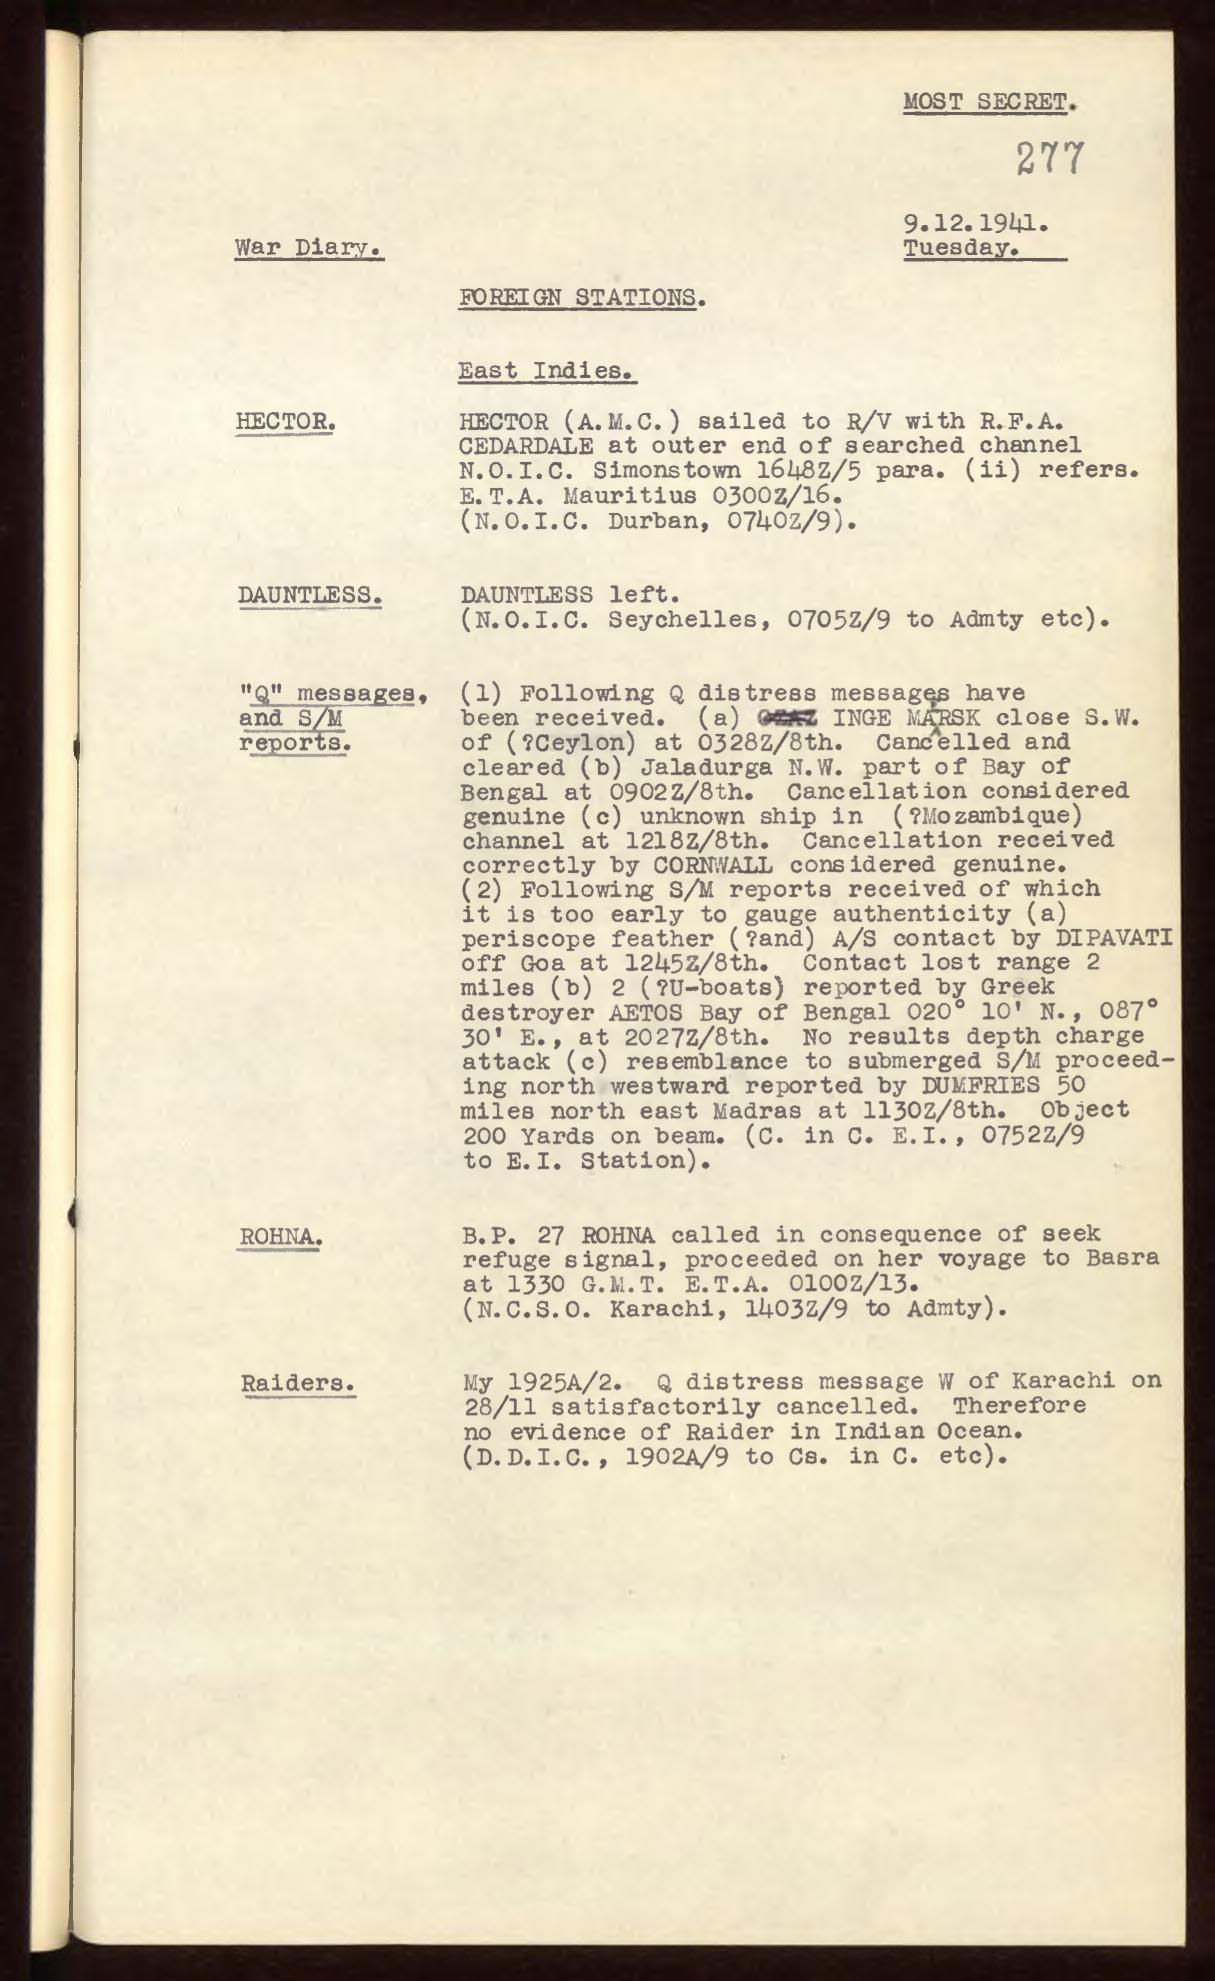 MOST SECRET.
277
9.12.1941.
War Diary.
Tuesday.
FOREIGN STATIONS.
East Indies.
HECTOR. HECTOR (A.M.C.) sailed to R/V with R.F.A.
CEDARDALE at outer end of searched channel
N.O.I.C. Simonstown 1648Z/5 para. (ii) refers.
E.T.A. Mauritius 0300Z/16.
(N.O.I.C. Durban, 0740Z/9).
DAUNTLESS. DAUNTLESS left.
(N.O.I.C. Seychelles, 0705Z/9 to Admty etc).
"Q" messages, (1) Following Q distress messages have
and S/M been received. (a) INGE MARSK close S.W.
reports. of (?Ceylon) at 0328Z/8th. Cancelled and
cleared (b) Jaladurga N.W. part of Bay of
Bengal at 0902Z/8th. Cancellation considered
genuine (c) unknown ship in (?Mozambique)
channel at 1218Z/8th. Cancellation received
correctly by CORNWALL considered genuine.
(2) Following S/M reports received of which
it is too early to gauge authenticity (a)
periscope feather (?and) A/S contact by DIPAVATI
off Goa at 1245Z/8th. Contact lost range 2
miles (b) 2 (?U-boats) reported by Greek
destroyer AETOS Bay of Bengal 020° 10' N., 087°
30' E., at 2027Z/8th. No results depth charge
attack (c) resemblance to submerged S/M proceed-
ing north westward reported by DUMFRIES 50
miles north east Madras at 1130Z/8th. Object
200 Yards on beam. (C. in C. E.I., 0752Z/9
to E.I. Station).
ROHNA. B.P. 27 ROHNA called in consequence of seek
refuge signal, proceeded on her voyage to Basra
at 1330 G.M.T. E.T.A. 0100Z/13.
(N.C.S.O. Karachi, 1403Z/9 to Admty).
Raiders. My 1925A/2. Q distress message W of Karachi on
28/11 satisfactorily cancelled. Therefore
no evidence of Raider in Indian Ocean.
(D.D.I.C., 1902A/9 to Cs. in C. etc).